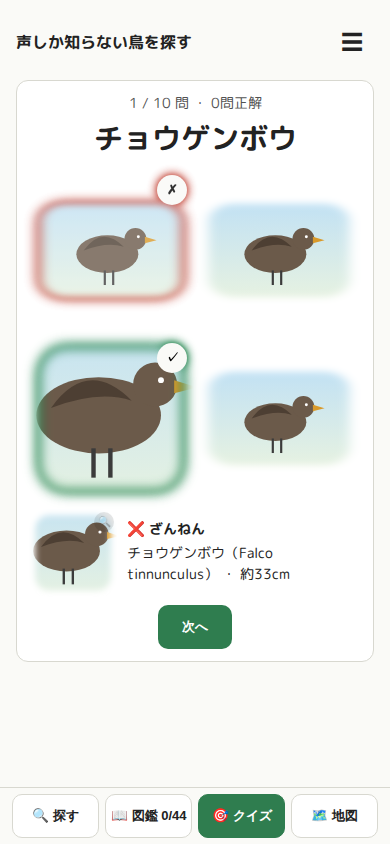 声しか知らない鳥を探す
☰
1 / 10 問 · 0問正解
チョウゲンボウ
✗
✓
❌ ざんねん
チョウゲンボウ（Falco
tinnunculus） · 約33cm
次へ
🔍 探す
📖 図鑑 0/44
🎯 クイズ
🗺️ 地図